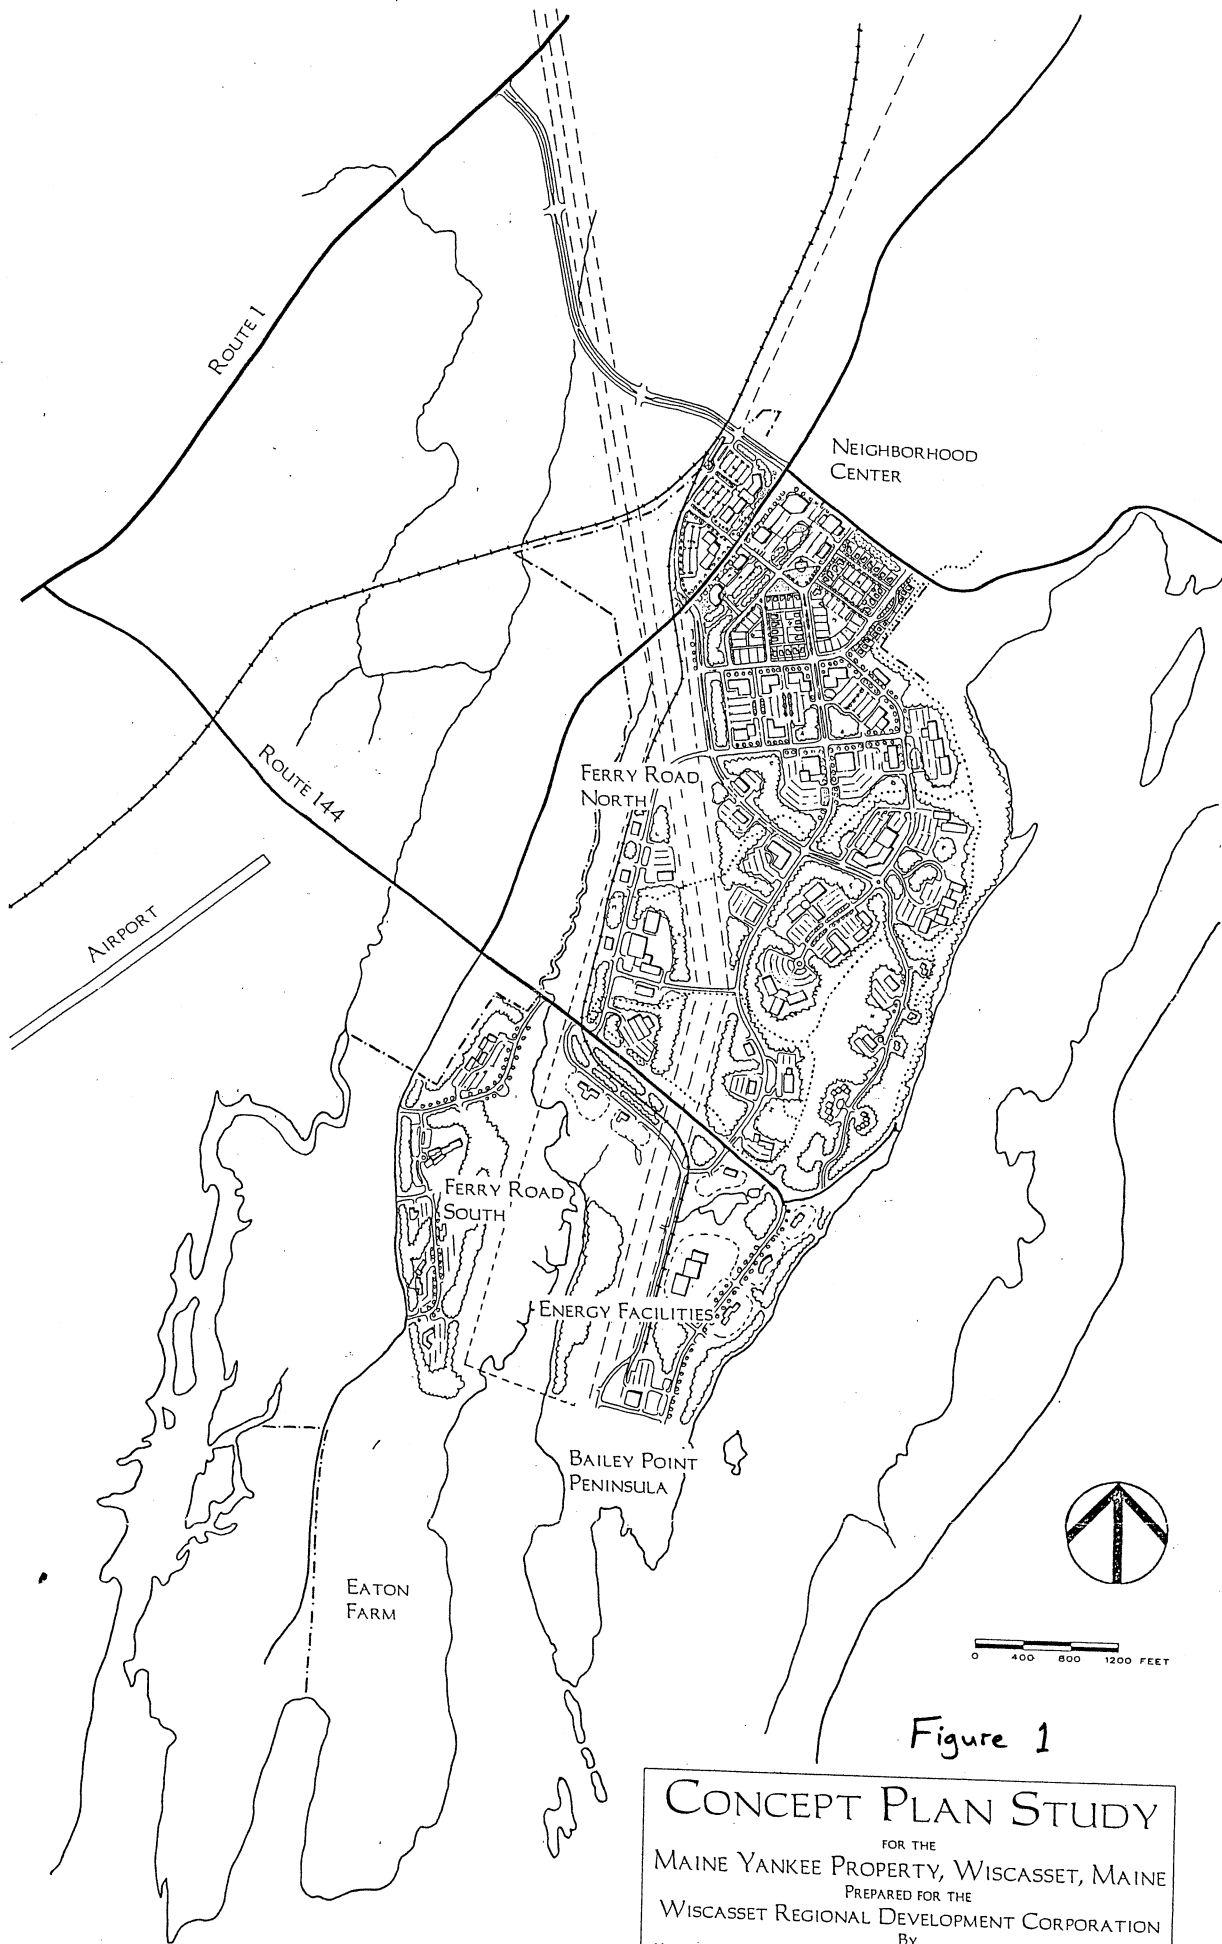 ROUTE 1
NEIGHBORHOOD
CENTER
ROUTE 144
FERRY ROAD
NORTH
AIRPORT
FERRY ROAD
SOUTH
ENERGY FACILITIES
BAILEY POINT
PENINSULA
EATON
FARM
0 400 800 1200 FEET
Figure 1
CONCEPT PLAN STUDY
FOR THE
MAINE YANKEE PROPERTY, WISCASSET, MAINE
PREPARED FOR THE
WISCASSET REGIONAL DEVELOPMENT CORPORATION
BY